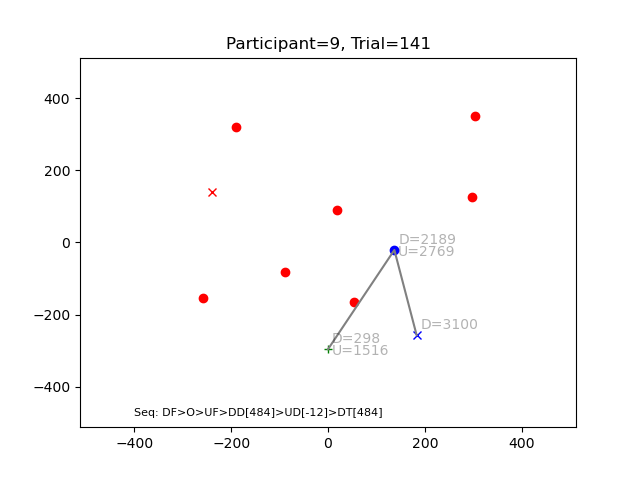 Participant=9, Trial=141
400
200
0
−200
−400
D=2189
U=2769
D=3100
D=298
U=1516
Seq: DF>O>UF>DD[484]>UD[-12]>DT[484]
−400
−200
0
200
400